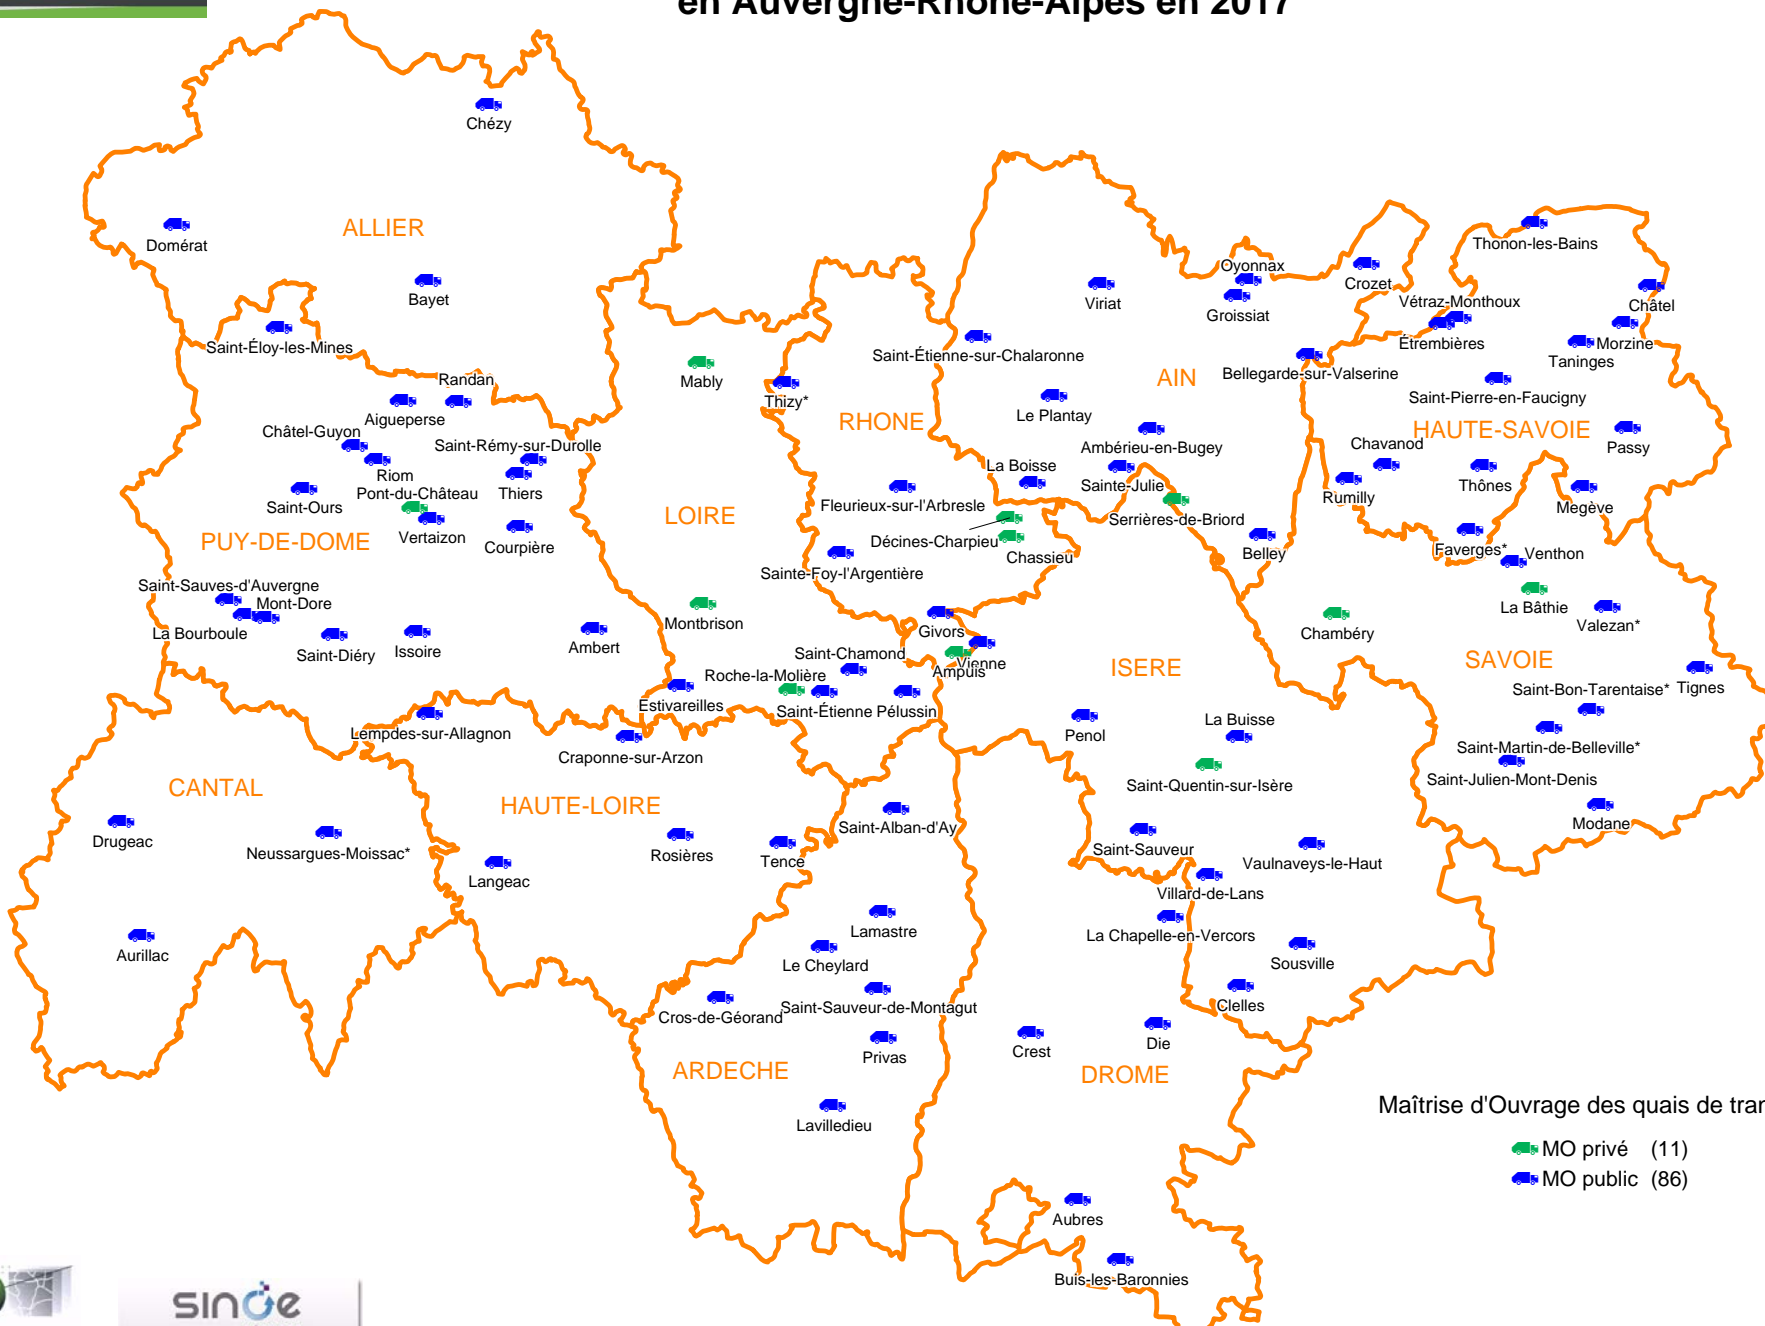 en Auvergne-Rhône-Alpes en 2017
Chézy
Domérat
ALLIER
Bayet
Thonon-les-Bains
Oyonnax
Crozet
Viriat
Groissiat
Vétraz-Monthoux
Châtel
Saint-Éloy-les-Mines
Saint-Étienne-sur-Chalaronne
Étrembières
Morzine
Taninges
Randan
Mably
AIN
Bellegarde-sur-Valserine
Thizy*
Saint-Pierre-en-Faucigny
Aigueperse
RHONE
Le Plantay
Châtel-Guyon
Saint-Rémy-sur-Durolle
Ambérieu-en-Bugey
Chavanod
HAUTE-SAVOIE
Passy
Riom
La Boisse
Pont-du-Château
Thiers
Sainte-Julie
Rumilly
Thônes
Saint-Ours
LOIRE
Fleurieux-sur-l'Arbresle
Serrières-de-Briord
Megève
PUY-DE-DOME
Vertaizon
Courpière
Décines-Charpieu
Chassieu
Belley
Faverges*
Venthon
Saint-Sauves-d'Auvergne
Sainte-Foy-l'Argentière
Mont-Dore
La Bâthie
La Bourboule
Montbrison
Givors
Chambéry
Valezan*
Saint-Diéry
Issoire
Ambert
Saint-Chamond
Vienne
Ampuis
ISERE
SAVOIE
Roche-la-Molière
Saint-Bon-Tarentaise*
Tignes
Estivareilles
Saint-Étienne
Pélussin
Lempdes-sur-Allagnon
Penol
La Buisse
Craponne-sur-Arzon
Saint-Martin-de-Belleville*
CANTAL
HAUTE-LOIRE
Saint-Quentin-sur-Isère
Saint-Julien-Mont-Denis
Drugeac
Saint-Alban-d'Ay
Modane
Neussargues-Moissac*
Rosières
Tence
Saint-Sauveur
Vaulnaveys-le-Haut
Langeac
Villard-de-Lans
Lamastre
La Chapelle-en-Vercors
Aurillac
Le Cheylard
Sousville
Cros-de-Géorand
Saint-Sauveur-de-Montagut
Clelles
Privas
Crest
Die
ARDECHE
DROME
Lavilledieu
Maîtrise d'Ouvrage des quais de tran
MO privé (11)
MO public (86)
Aubres
Buis-les-Baronnies
sinoe